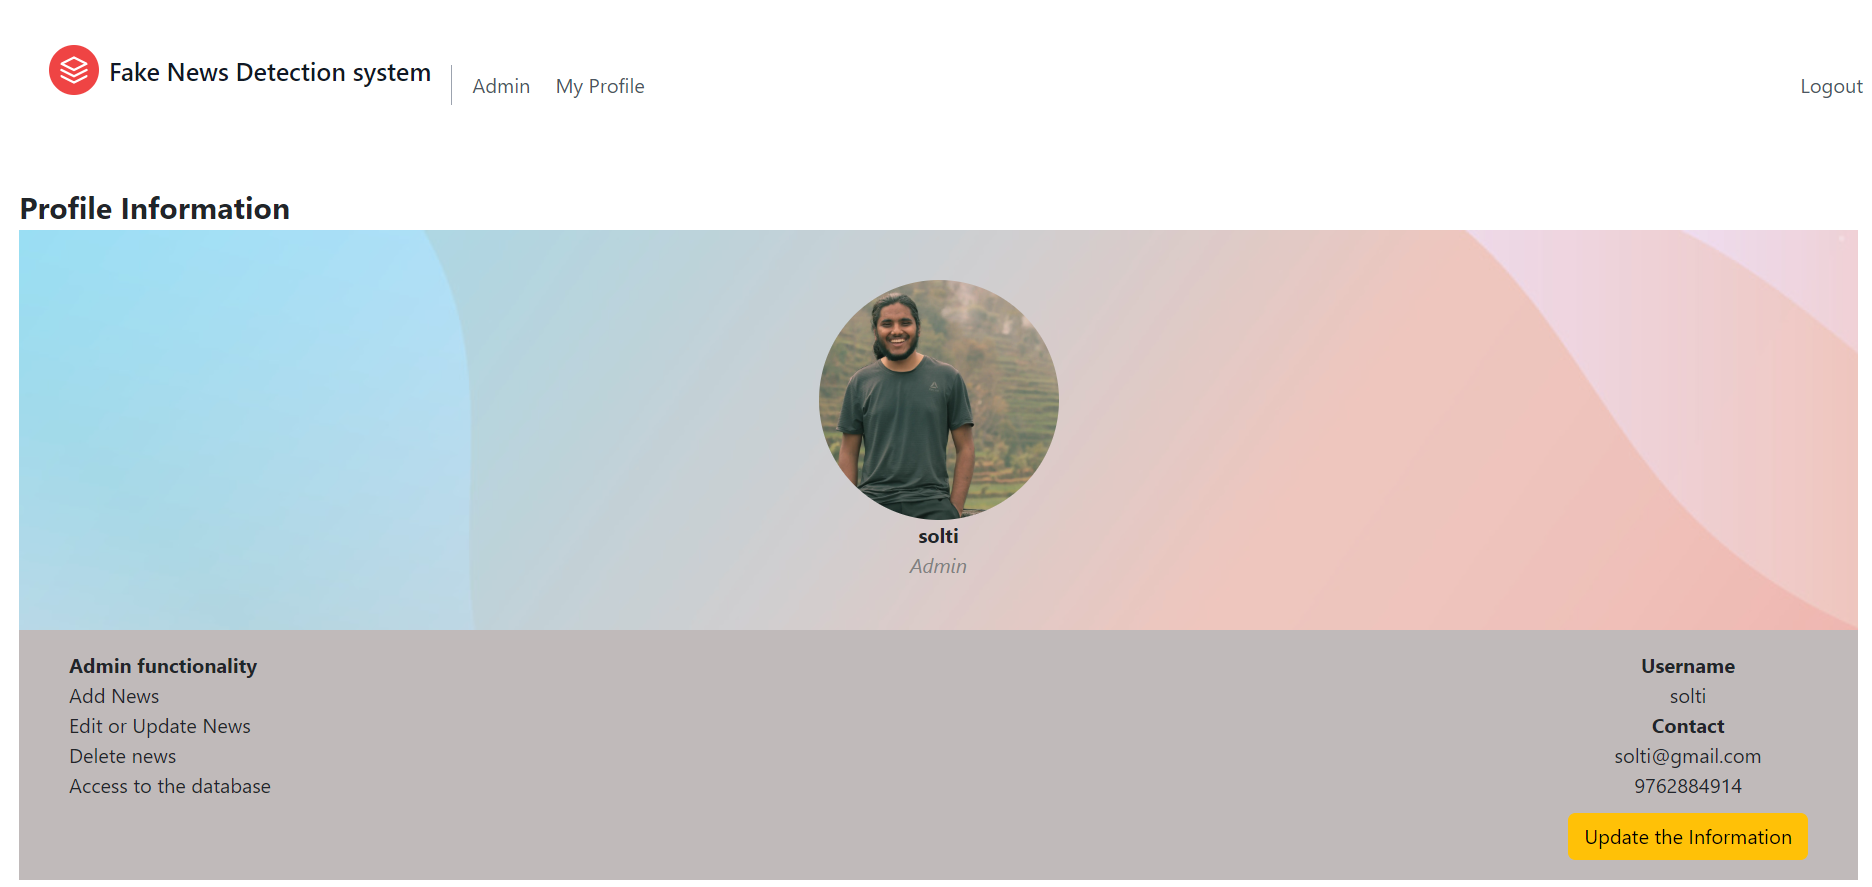 Fake News Detection system
Admin
My Profile
Logout
Profile Information
solti
Admin
Admin functionality
Add News
Edit or Update News
Delete news
Access to the database
Username
solti
Contact
solti@gmail.com
9762884914
Update the Information